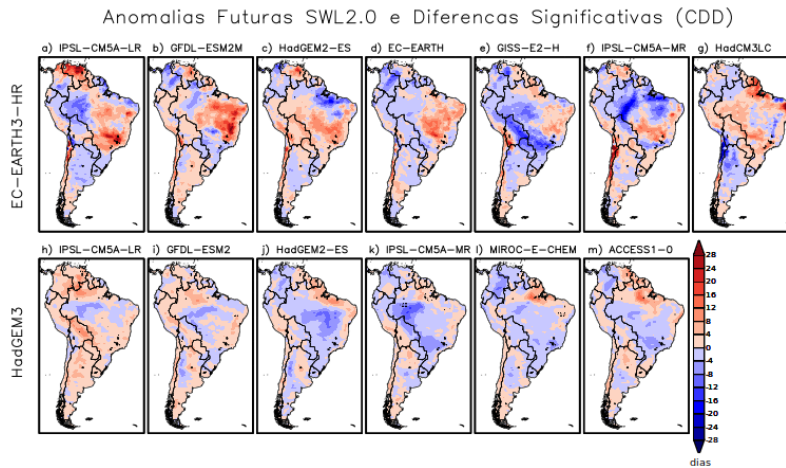 Anomalias Futuras SWL2.0 e Diferencas Significativas (CDD)
a) IPSL-CM5A-LR b) GFDL-ESM2M c) HadGEM2-ES d) EC-EARTH e) GISS-E2-H f) IPSL-CM5A-MR g) HadCM3LC
EC-EARTH3-HR
h) IPSL-CM5A-LR i) GFDL-ESM2 j) HadGEM2-ES k) IPSL-CM5A-MR l) MIROC-E-CHEM m) ACCESS1-0
HadGEM3
28
24
20
16
12
8
4
0
-4
-8
-12
-16
-20
-24
-28
dias